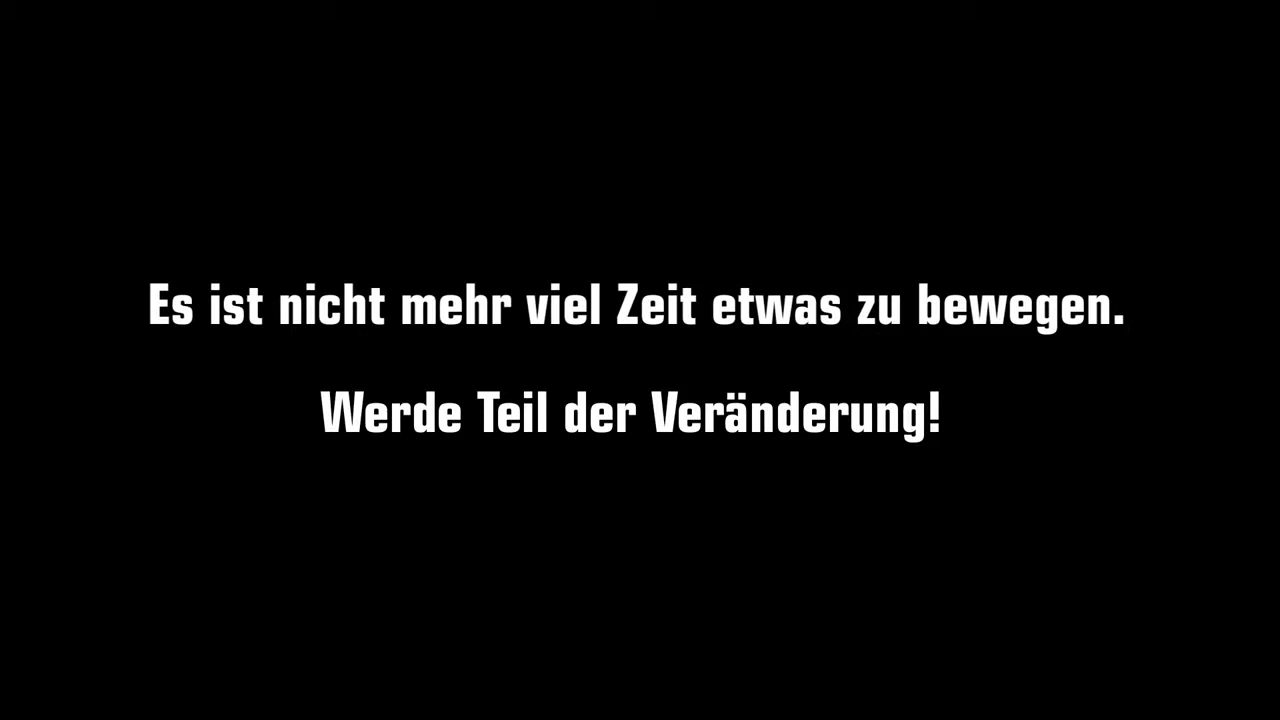 Es ist nicht mehr viel Zeit etwas zu bewegen.
Werde Teil der Veränderung!